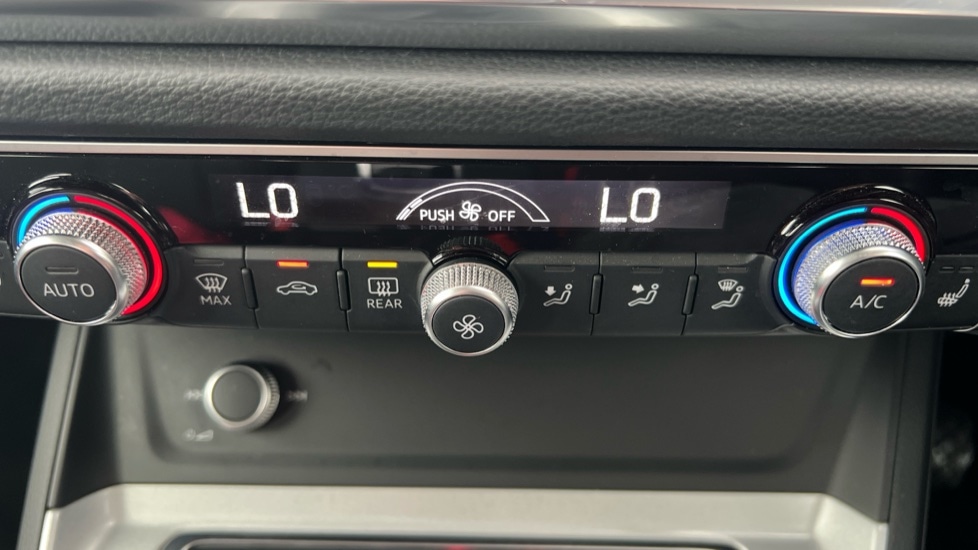 LO LO
PUSH OFF
AUTO A/C
MAX REAR